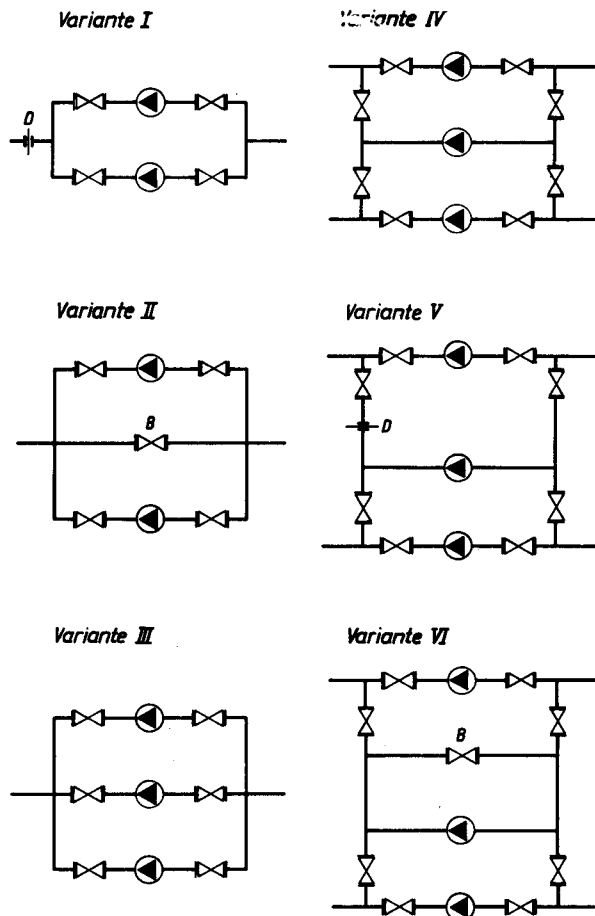 Variante I
Variante IV
D
Variante II
Variante V
B
D
Variante III
Variante VI
B